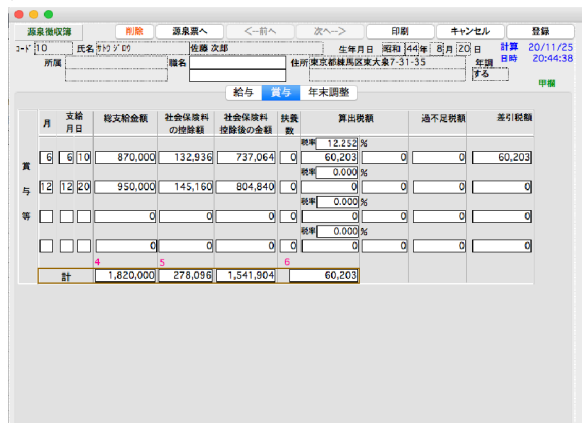 源泉徴収簿 削除 源泉票へ <--前へ 次へ--> 印刷 キャンセル 登録
ｺｰﾄﾞ 10 氏名 ｻﾄｳ ｼﾞﾛｳ 佐藤 次郎 生年月日 昭和 44 年 8 月 20 日 計算日時 20/11/25 20:44:38
所属 職名 住所 東京都練馬区東大泉7-31-35 年調 する
甲欄
給与 賞与 年末調整
月 支給月日 総支給金額 社会保険料の控除額 社会保険料控除後の金額 扶養数 算出税額 過不足税額 差引税額
賞与等
税率 12.252 %
6 6 10 870,000 132,936 737,064 0 60,203 0 0 60,203
税率 0.000 %
12 12 20 950,000 145,160 804,840 0 0 0 0 0
税率 0.000 %
0 0 0 0 0 0 0 0
税率 0.000 %
0 0 0 0 0 0 0 0
4 5 6
計 1,820,000 278,096 1,541,904 60,203